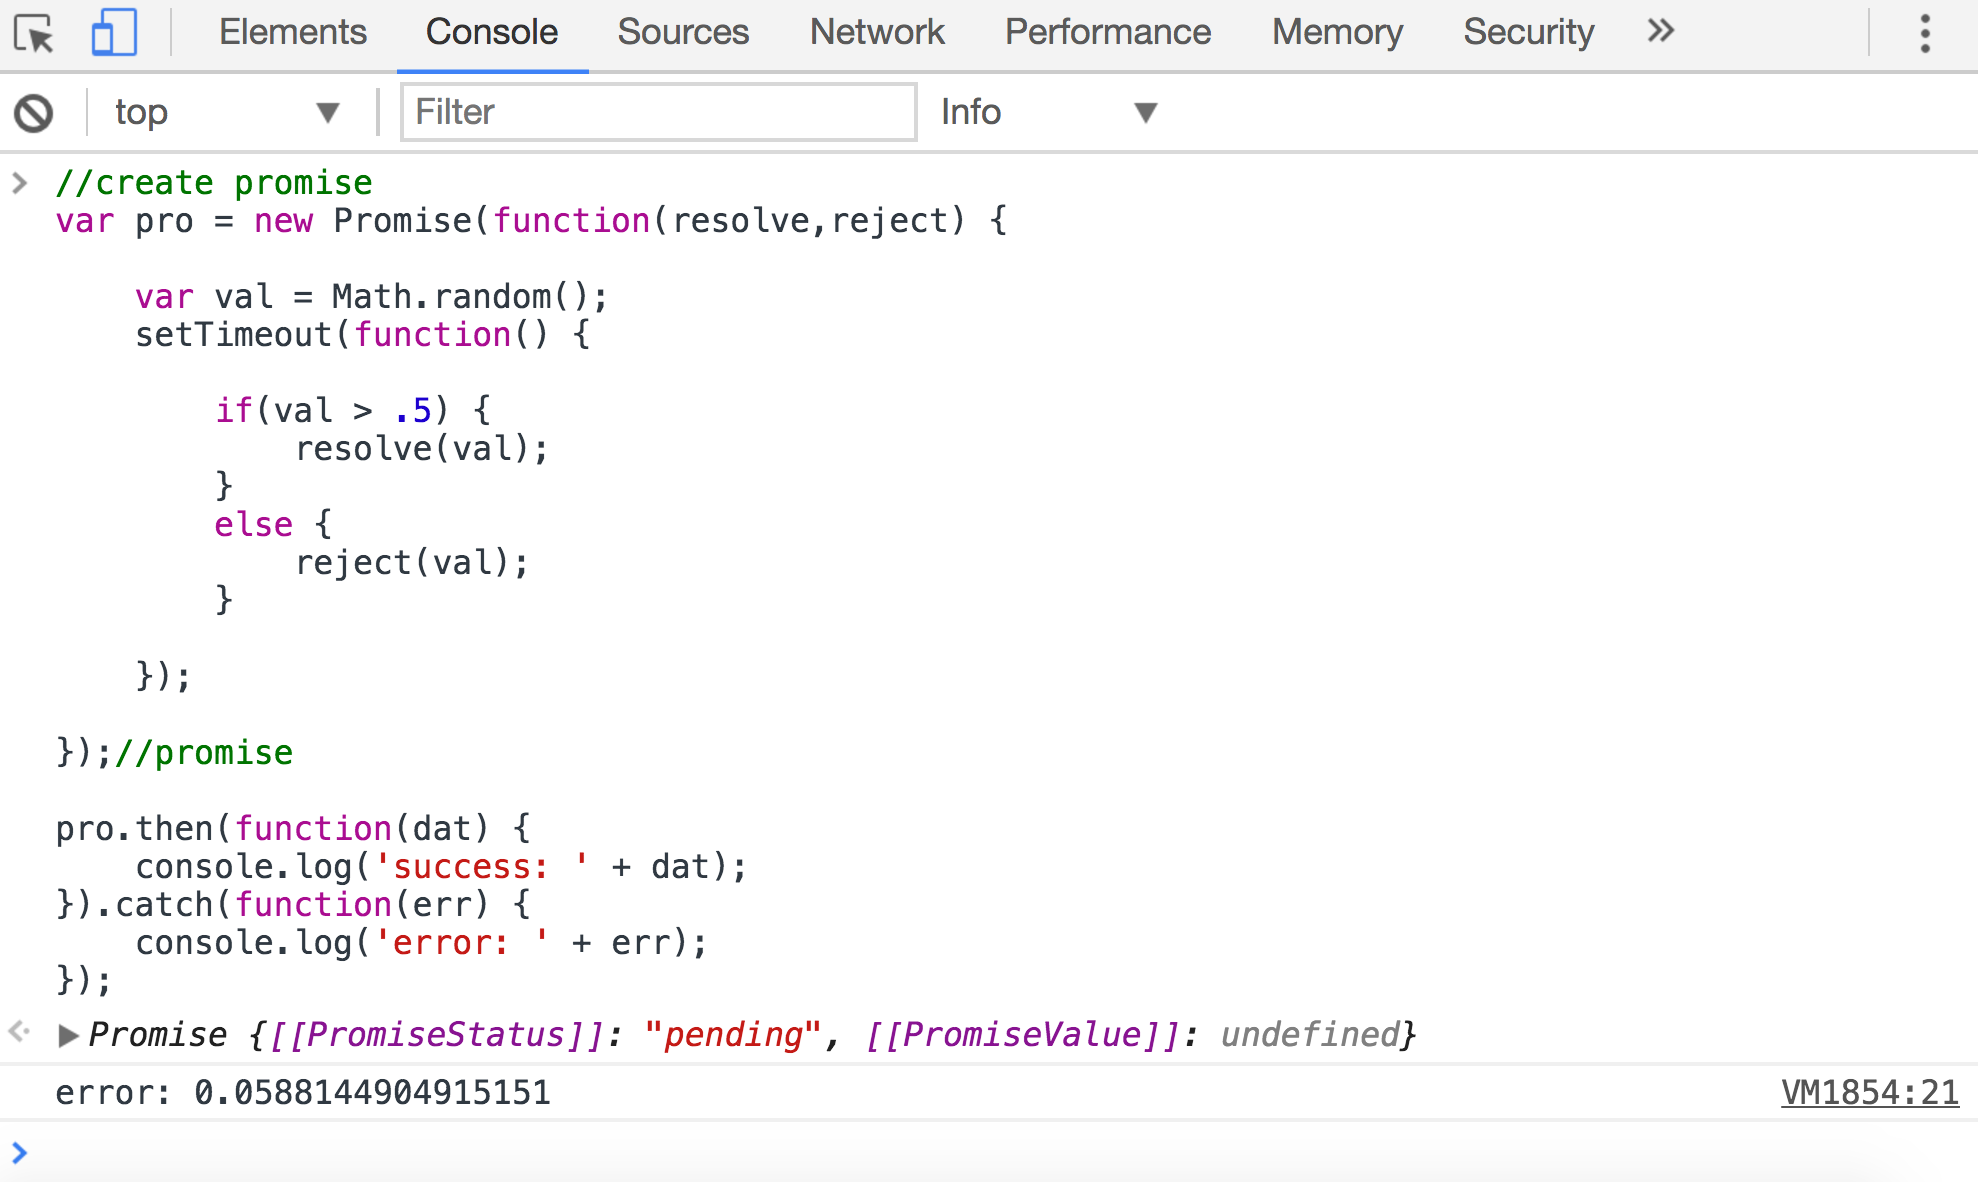 Elements Console Sources Network Performance Memory Security »
top ▼ Filter Info ▼
> //create promise
var pro = new Promise(function(resolve,reject) {
    var val = Math.random();
    setTimeout(function() {
        if(val > .5) {
            resolve(val);
        }
        else {
            reject(val);
        }
    });
});//promise
pro.then(function(dat) {
    console.log('success: ' + dat);
}).catch(function(err) {
    console.log('error: ' + err);
});
▶Promise {[[PromiseStatus]]: "pending", [[PromiseValue]]: undefined}
error: 0.0588144904915151 VM1854:21
>